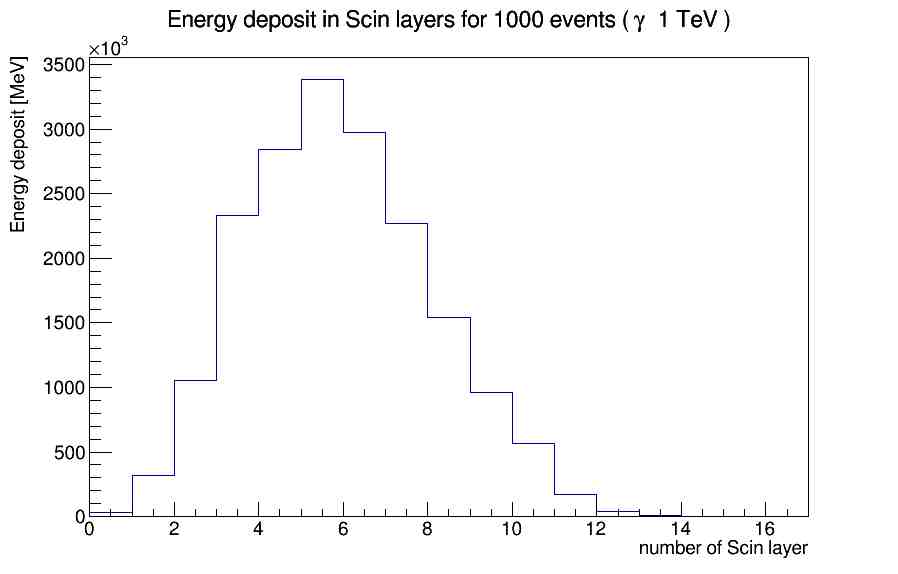 Energy deposit in Scin layers for 1000 events ( γ 1 TeV )
×10³
Energy deposit [MeV]
3500
3000
2500
2000
1500
1000
500
0
0 2 4 6 8 10 12 14 16
number of Scin layer